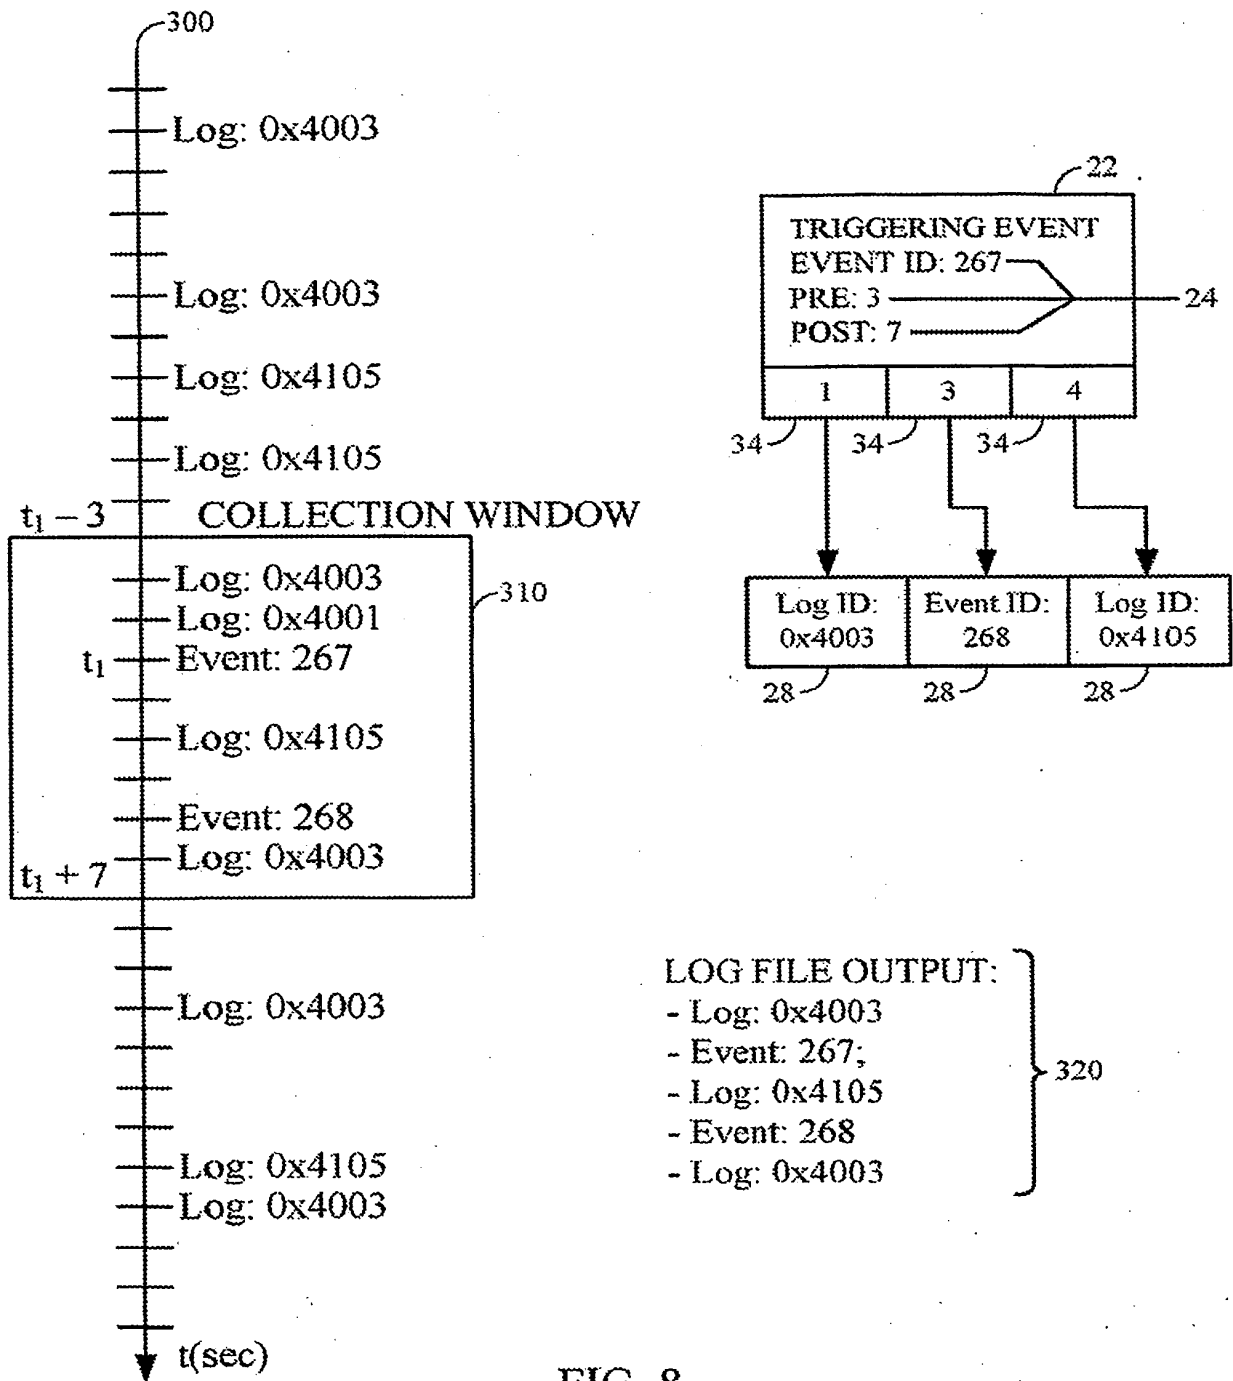 300
Log: 0x4003
Log: 0x4003
Log: 0x4105
Log: 0x4105
t₁ – 3
COLLECTION WINDOW
Log: 0x4003
310
Log: 0x4001
t₁
Event: 267
Log: 0x4105
Event: 268
Log: 0x4003
t₁ + 7
Log: 0x4003
Log: 0x4105
Log: 0x4003
t(sec)
22
TRIGGERING EVENT
EVENT ID: 267
PRE: 3
24
POST: 7
1
3
4
34
34
34
Log ID:
0x4003
Event ID:
268
Log ID:
0x4105
28
28
28
LOG FILE OUTPUT:
- Log: 0x4003
- Event: 267;
- Log: 0x4105
- Event: 268
- Log: 0x4003
320
FIG. 8